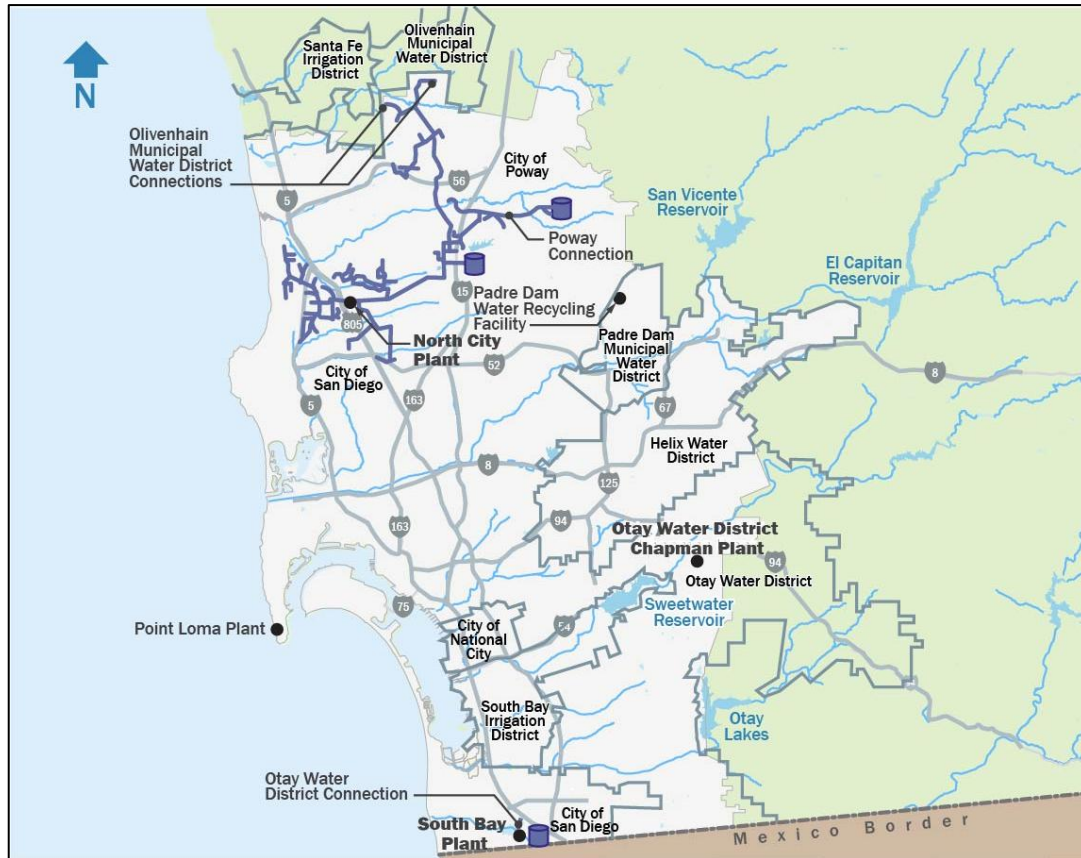 Olivenhain
Municipal
Water District
Santa Fe
Irrigation
District
N
Olivenhain
Municipal
Water District
Connections
City of
Poway
56
5
San Vicente
Reservoir
El Capitan
Reservoir
Poway
Connection
15
Padre Dam
Water Recycling
Facility
805
North City
Plant
Padre Dam
Municipal
Water
District
52
City of
San Diego
8
5
163
67
Helix Water
District
8
125
94
163
Otay Water District
Chapman Plant
94
Otay Water District
75
Sweetwater
Reservoir
Point Loma Plant
City of
National
City
54
South Bay
Irrigation
District
Otay
Lakes
Otay Water
District Connection
City of
San Diego
South Bay
Plant
Mexico Border